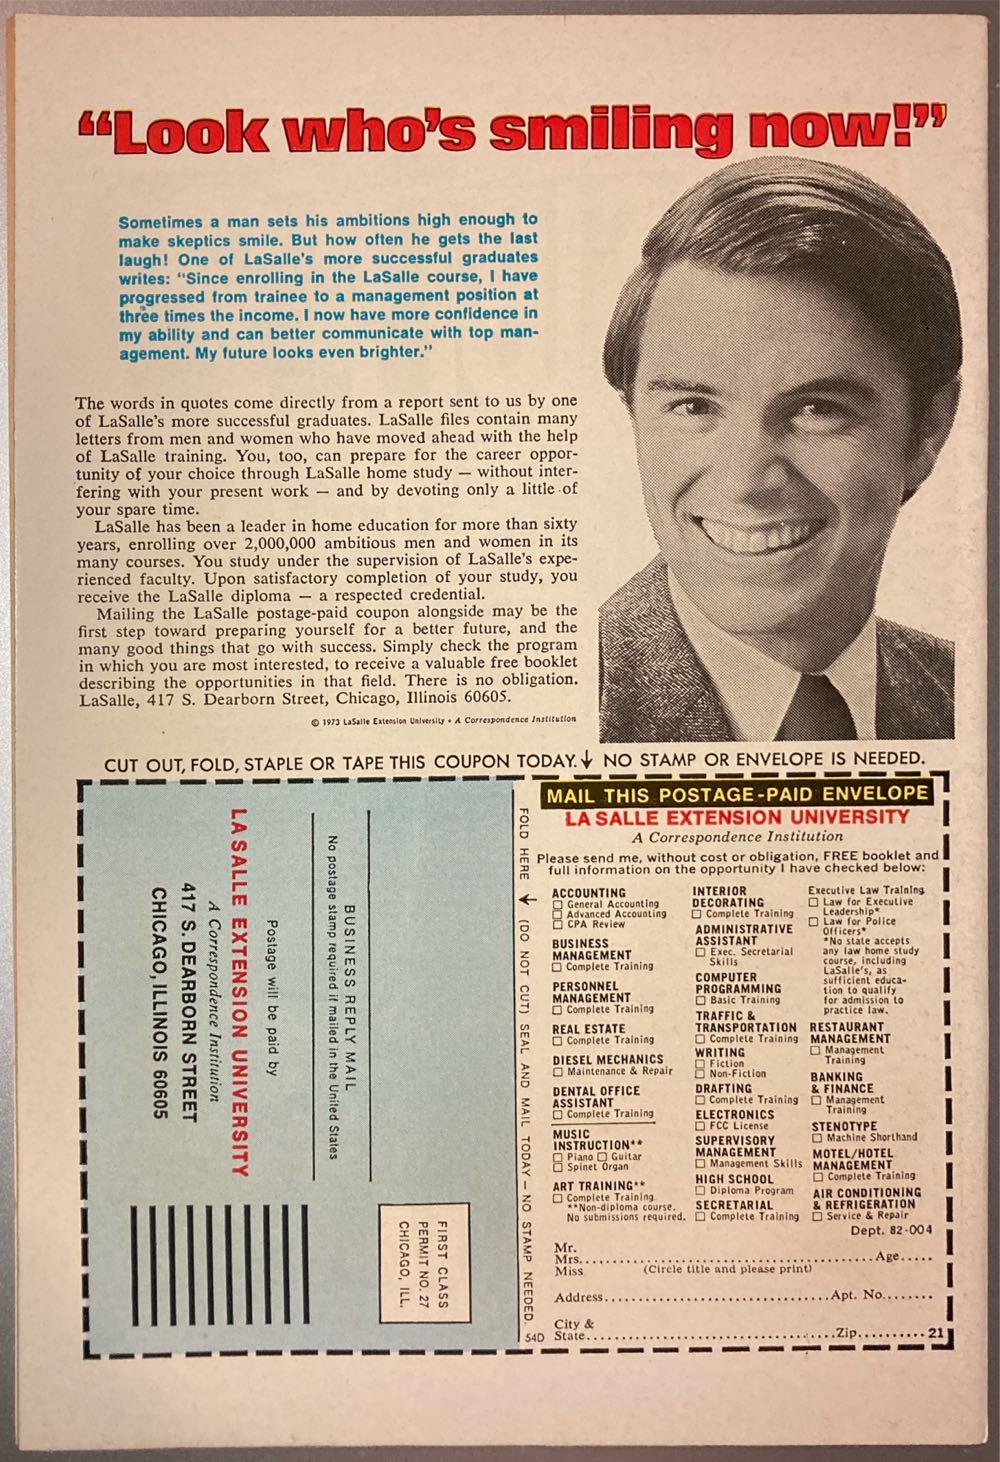 “Look who’s smiling now!”
Sometimes a man sets his ambitions high enough to
make skeptics smile. But how often he gets the last
laugh! One of LaSalle's more successful graduates
writes: “Since enrolling in the LaSalle course, I have
progressed from trainee to a management position at
three times the income. I now have more confidence in
my ability and can better communicate with top man-
agement. My future looks even brighter.”
The words in quotes come directly from a report sent to us by one
of LaSalle's more successful graduates. LaSalle files contain many
letters from men and women who have moved ahead with the help
of LaSalle training. You, too, can prepare for the career oppor-
tunity of your choice through LaSalle home study — without inter-
fering with your present work — and by devoting only a little of
your spare time.
LaSalle has been a leader in home education for more than sixty
years, enrolling over 2,000,000 ambitious men and women in its
many courses. You study under the supervision of LaSalle's expe-
rienced faculty. Upon satisfactory completion of your study, you
receive the LaSalle diploma — a respected credential.
Mailing the LaSalle postage-paid coupon alongside may be the
first step toward preparing yourself for a better future, and the
many good things that go with success. Simply check the program
in which you are most interested, to receive a valuable free booklet
describing the opportunities in that field. There is no obligation.
LaSalle, 417 S. Dearborn Street, Chicago, Illinois 60605.
© 1973 LaSalle Extension University • A Correspondence Institution
CUT OUT, FOLD, STAPLE OR TAPE THIS COUPON TODAY.↓ NO STAMP OR ENVELOPE IS NEEDED.
FIRST CLASS
PERMIT NO. 27
CHICAGO, ILL.
BUSINESS REPLY MAIL
No postage stamp required if mailed in the United States
Postage will be paid by
LA SALLE EXTENSION UNIVERSITY
A Correspondence Institution
417 S. DEARBORN STREET
CHICAGO, ILLINOIS 60605
FOLD HERE ↓ (DO NOT CUT) SEAL AND MAIL TODAY — NO STAMP NEEDED.
54D
MAIL THIS POSTAGE-PAID ENVELOPE
LA SALLE EXTENSION UNIVERSITY
A Correspondence Institution
Please send me, without cost or obligation, FREE booklet and
full information on the opportunity I have checked below:
ACCOUNTING
☐ General Accounting
☐ Advanced Accounting
☐ CPA Review
BUSINESS
MANAGEMENT
☐ Complete Training
PERSONNEL
MANAGEMENT
☐ Complete Training
REAL ESTATE
☐ Complete Training
DIESEL MECHANICS
☐ Maintenance & Repair
DENTAL OFFICE
ASSISTANT
☐ Complete Training
MUSIC
INSTRUCTION**
☐ Piano ☐ Guitar
☐ Spinet Organ
ART TRAINING**
☐ Complete Training
**Non-diploma course.
No submissions required.
INTERIOR
DECORATING
☐ Complete Training
ADMINISTRATIVE
ASSISTANT
☐ Exec. Secretarial
Skills
COMPUTER
PROGRAMMING
☐ Basic Training
TRAFFIC &
TRANSPORTATION
☐ Complete Training
WRITING
☐ Fiction
☐ Non-Fiction
DRAFTING
☐ Complete Training
ELECTRONICS
☐ FCC License
SUPERVISORY
MANAGEMENT
☐ Management Skills
HIGH SCHOOL
☐ Diploma Program
SECRETARIAL
☐ Complete Training
Executive Law Training
☐ Law for Executive
Leadership*
☐ Law for Police
Officers*
*No state accepts
any law home study
course, including
LaSalle's, as
sufficient educa-
tion to qualify
for admission to
practice law.
RESTAURANT
MANAGEMENT
☐ Management
Training
BANKING
& FINANCE
☐ Management
Training
STENOTYPE
☐ Machine Shorthand
MOTEL/HOTEL
MANAGEMENT
☐ Complete Training
AIR CONDITIONING
& REFRIGERATION
☐ Service & Repair
Dept. 82-004
Mr.
Mrs.......................................................Age.....
Miss (Circle title and please print)
Address.......................................Apt. No........
City &
State...........................................Zip..........21